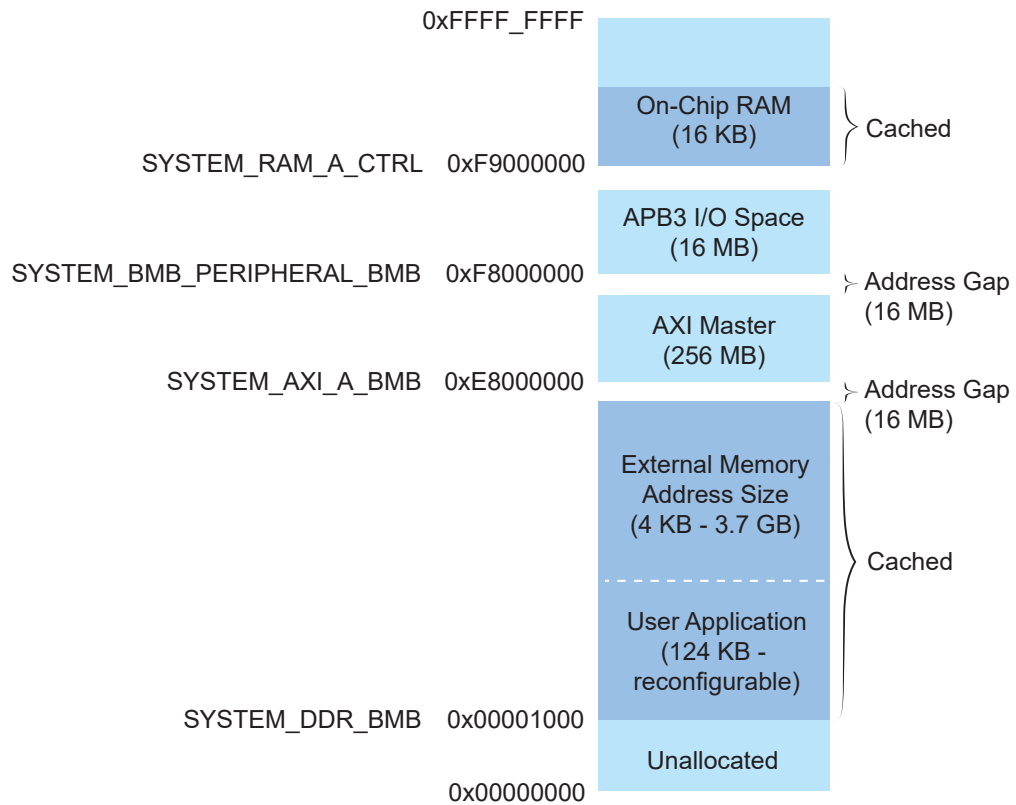 0xFFFF_FFFF
On-Chip RAM
(16 KB)
Cached
SYSTEM_RAM_A_CTRL 0xF9000000
APB3 I/O Space
(16 MB)
SYSTEM_BMB_PERIPHERAL_BMB 0xF8000000
Address Gap
(16 MB)
AXI Master
(256 MB)
SYSTEM_AXI_A_BMB 0xE8000000
Address Gap
(16 MB)
External Memory
Address Size
(4 KB - 3.7 GB)
Cached
User Application
(124 KB -
reconfigurable)
SYSTEM_DDR_BMB 0x00001000
Unallocated
0x00000000